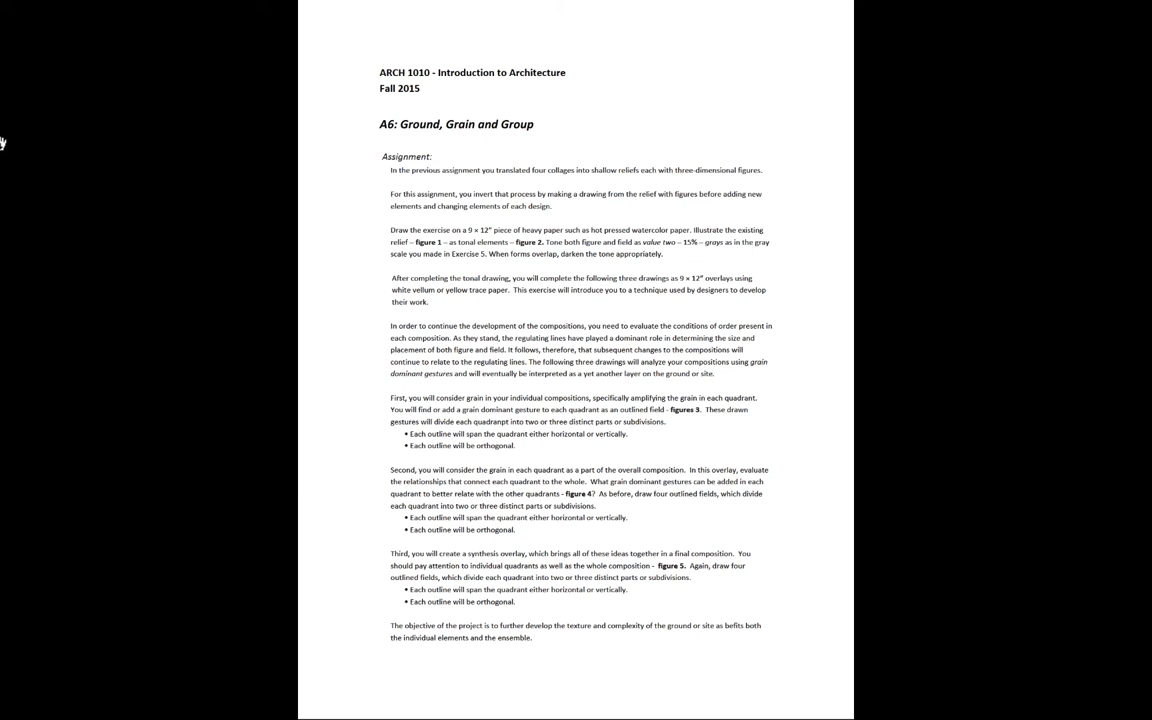 ARCH 1010 - Introduction to Architecture
Fall 2015
A6: Ground, Grain and Group
Assignment:
In the previous assignment you translated four collages into shallow reliefs each with three-dimensional figures.
For this assignment, you invert that process by making a drawing from the relief with figures before adding new
elements and changing elements of each design.
Draw the exercise on a 9 × 12" piece of heavy paper such as hot pressed watercolor paper. Illustrate the existing
relief – figure 1 – as tonal elements – figure 2. Tone both figure and field as value two – 15% – grays as in the gray
scale you made in Exercise 5. When forms overlap, darken the tone appropriately.
After completing the tonal drawing, you will complete the following three drawings as 9 × 12" overlays using
white vellum or yellow trace paper. This exercise will introduce you to a technique used by designers to develop
their work.
In order to continue the development of the compositions, you need to evaluate the conditions of order present in
each composition. As they stand, the regulating lines have played a dominant role in determining the size and
placement of both figure and field. It follows, therefore, that subsequent changes to the compositions will
continue to relate to the regulating lines. The following three drawings will analyze your compositions using grain
dominant gestures and will eventually be interpreted as a yet another layer on the ground or site.
First, you will consider grain in your individual compositions, specifically amplifying the grain in each quadrant.
You will find or add a grain dominant gesture to each quadrant as an outlined field - figures 3. These drawn
gestures will divide each quadranpt into two or three distinct parts or subdivisions.
• Each outline will span the quadrant either horizontal or vertically.
• Each outline will be orthogonal.
Second, you will consider the grain in each quadrant as a part of the overall composition. In this overlay, evaluate
the relationships that connect each quadrant to the whole. What grain dominant gestures can be added in each
quadrant to better relate with the other quadrants - figure 4? As before, draw four outlined fields, which divide
each quadrant into two or three distinct parts or subdivisions.
• Each outline will span the quadrant either horizontal or vertically.
• Each outline will be orthogonal.
Third, you will create a synthesis overlay, which brings all of these ideas together in a final composition. You
should pay attention to individual quadrants as well as the whole composition - figure 5. Again, draw four
outlined fields, which divide each quadrant into two or three distinct parts or subdivisions.
• Each outline will span the quadrant either horizontal or vertically.
• Each outline will be orthogonal.
The objective of the project is to further develop the texture and complexity of the ground or site as befits both
the individual elements and the ensemble.